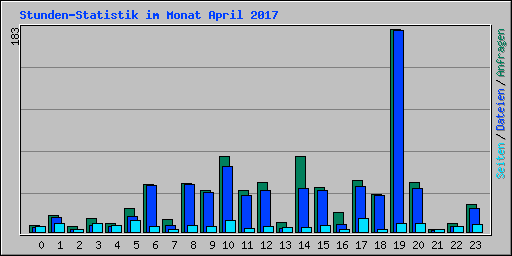 Stunden-Statistik im Monat April 2017
183
Seiten / Dateien / Anfragen
0 1 2 3 4 5 6 7 8 9 10 11 12 13 14 15 16 17 18 19 20 21 22 23